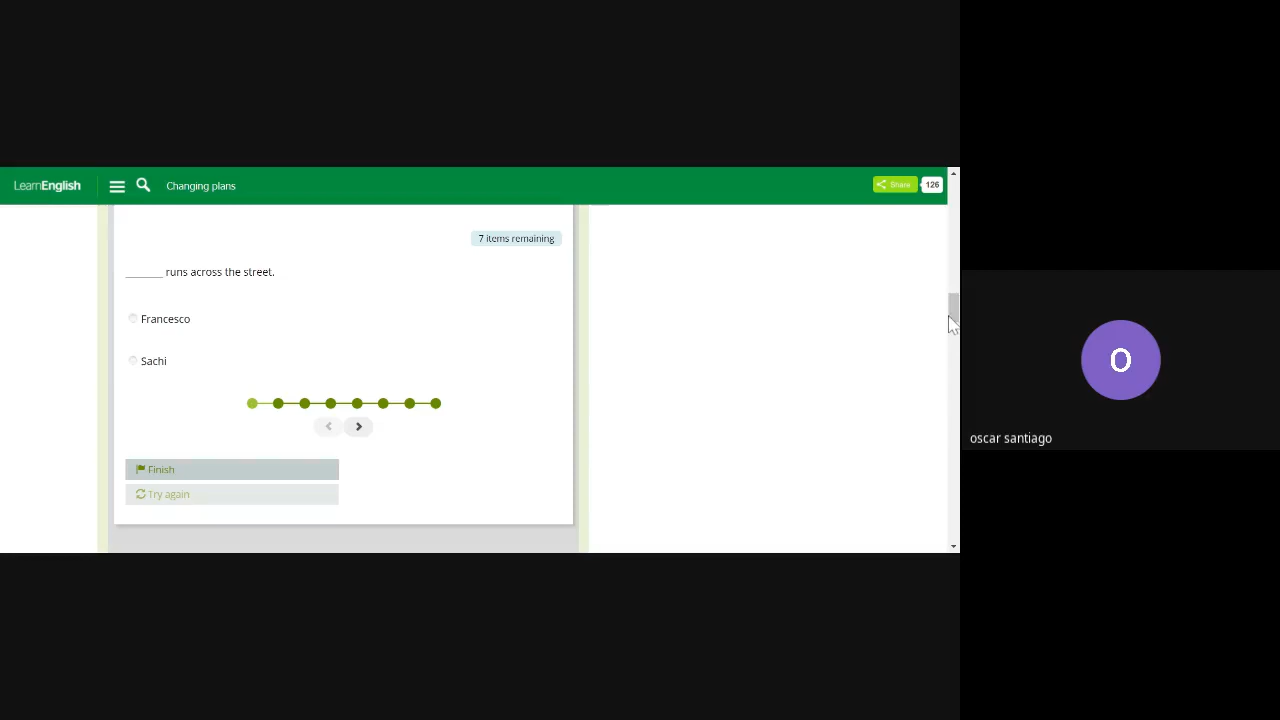 LearnEnglish
Changing plans
Share
126
7 items remaining
______ runs across the street.
Francesco
Sachi
Finish
Try again
O
oscar santiago